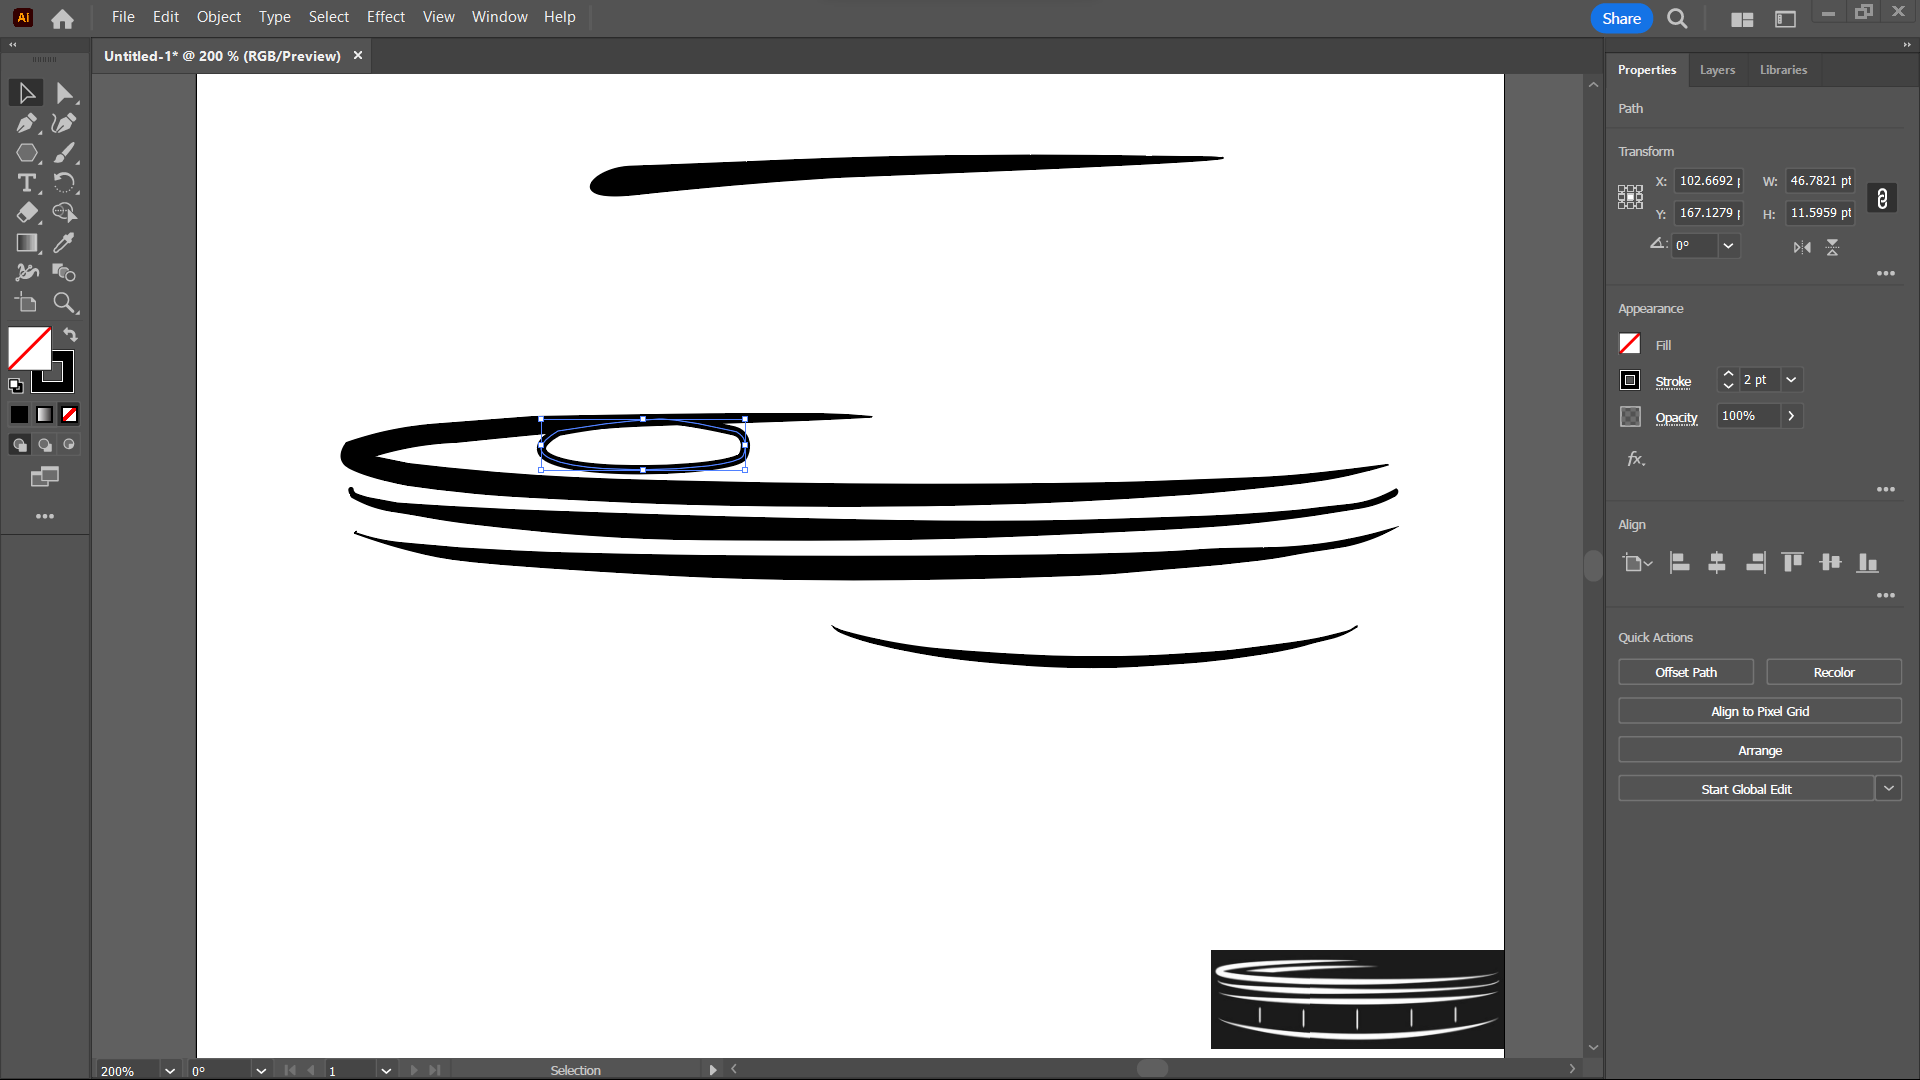 Ai File Edit Object Type Select Effect View Window Help Share
Untitled-1* @ 200 % (RGB/Preview)
Properties Layers Libraries
Path
Transform
X: 102.6692 p W: 46.7821 pt
Y: 167.1279 p H: 11.5959 pt
0°
Appearance
Fill
Stroke 2 pt
Opacity 100%
fx
Align
Quick Actions
Offset Path Recolor
Align to Pixel Grid
Arrange
Start Global Edit
200% 0° 1 Selection